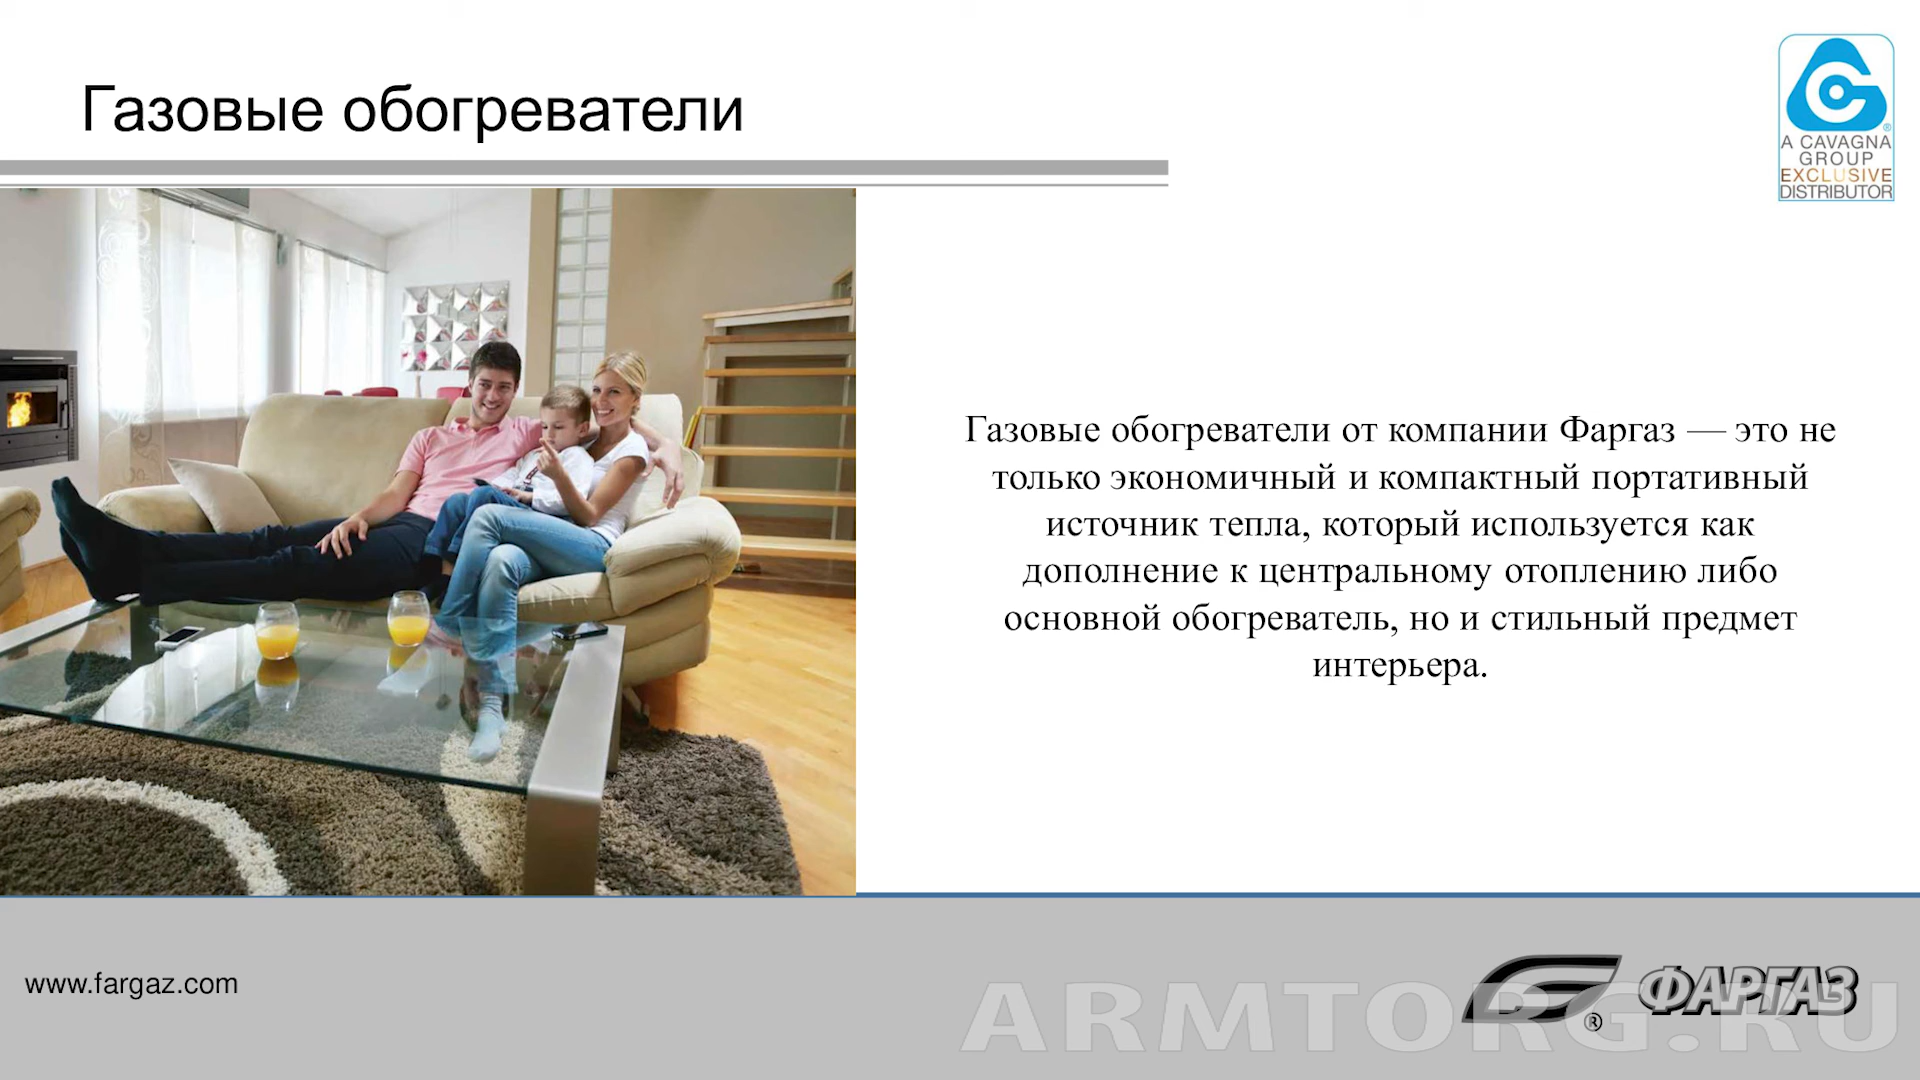 Газовые обогреватели
A CAVAGNA
GROUP
EXCLUSIVE
DISTRIBUTOR
Газовые обогреватели от компании Фаргаз — это не
только экономичный и компактный портативный
источник тепла, который используется как
дополнение к центральному отоплению либо
основной обогреватель, но и стильный предмет
интерьера.
www.fargaz.com
ФАРГАЗ
ARMTORG.RU